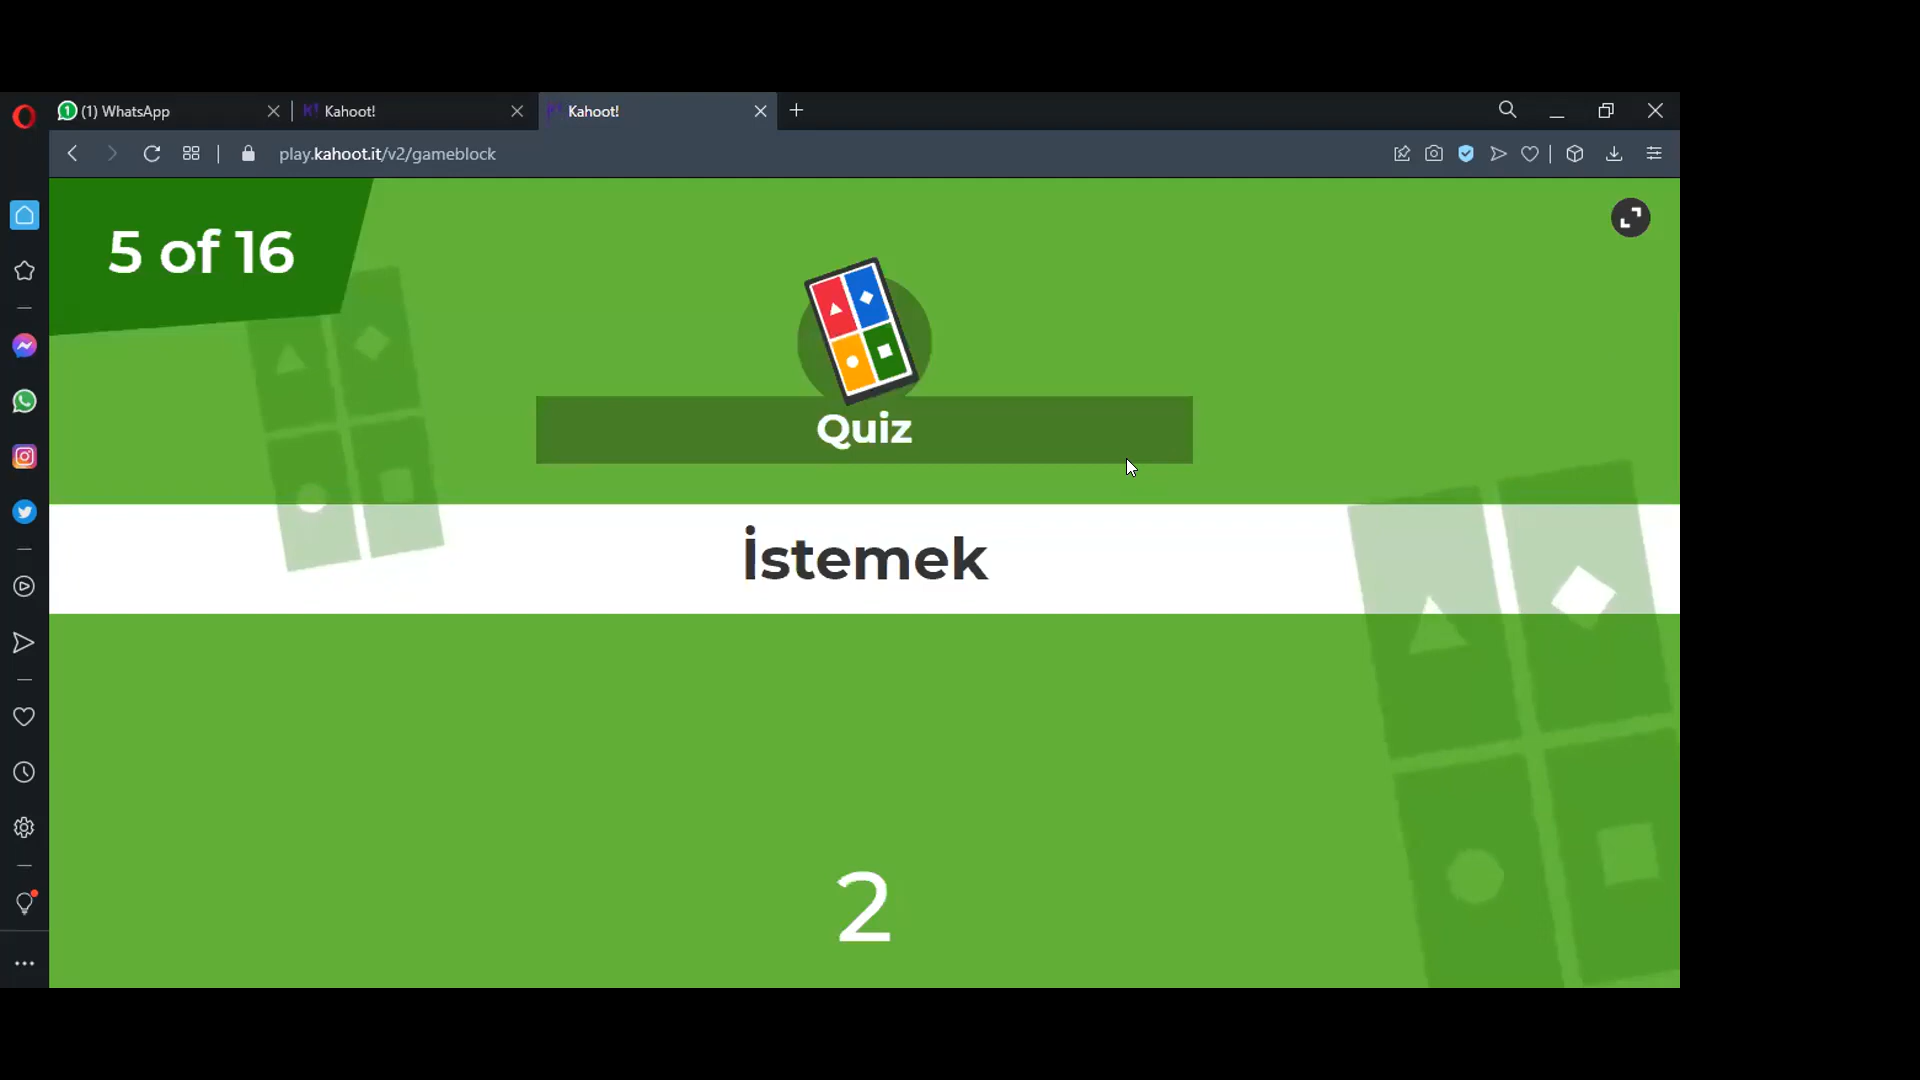 (1) WhatsApp
Kahoot!
Kahoot!
play.kahoot.it/v2/gameblock
5 of 16
Quiz
İstemek
2